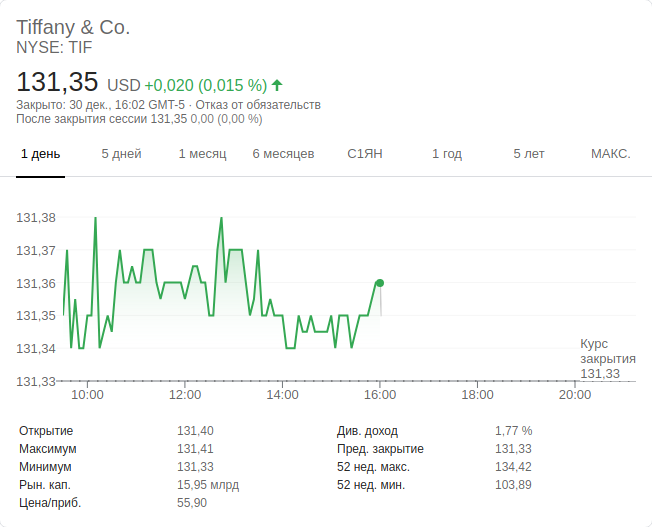 Tiffany & Co.
NYSE: TIF
131,35 USD +0,020 (0,015 %)
Закрыто: 30 дек., 16:02 GMT-5 · Отказ от обязательств
После закрытия сессии 131,35 0,00 (0,00 %)
1 день 5 дней 1 месяц 6 месяцев С1ЯН 1 год 5 лет МАКС.
131,38
131,37
131,36
131,35
131,34
131,33
Курс
закрытия
131,33
10:00 12:00 14:00 16:00 18:00 20:00
Открытие 131,40 Див. доход 1,77 %
Максимум 131,41 Пред. закрытие 131,33
Минимум 131,33 52 нед. макс. 134,42
Рын. кап. 15,95 млрд 52 нед. мин. 103,89
Цена/приб. 55,90